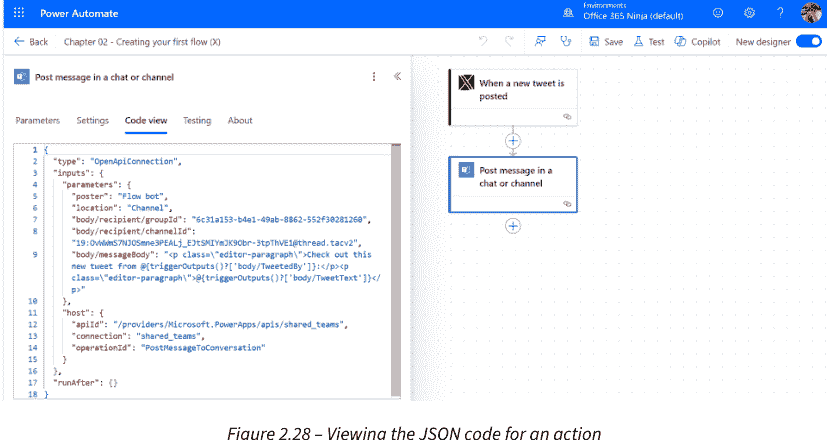 Power Automate
Environments
Office 365 Ninja (default)
Back
Chapter 02 - Creating your first flow (X)
Save
Test
Copilot
New designer
Post message in a chat or channel
Parameters
Settings
Code view
Testing
About
1 {
2 "type": "OpenApiConnection",
3 "inputs": {
4 "parameters": {
5 "poster": "Flow bot",
6 "location": "Channel",
7 "body/recipient/groupId": "6c31a153-b4e1-49ab-8862-552f30281260",
8 "body/recipient/channelId":
"19:OvWWmS7NJOSmne3PEALj_EJtSMIYmJK9Obr-3tpThVE1@thread.tacv2",
9 "body/messageBody": "<p class=\"editor-paragraph\">Check out this
new tweet from @{triggerOutputs()?['body/TweetedBy']}:</p><p
class=\"editor-paragraph\">@{triggerOutputs()?['body/TweetText']}</
p>"
10 },
11 "host": {
12 "apiId": "/providers/Microsoft.PowerApps/apis/shared_teams",
13 "connection": "shared_teams",
14 "operationId": "PostMessageToConversation"
15 }
16 },
17 "runAfter": {}
18 }
When a new tweet is
posted
Post message in a
chat or channel
Figure 2.28 – Viewing the JSON code for an action